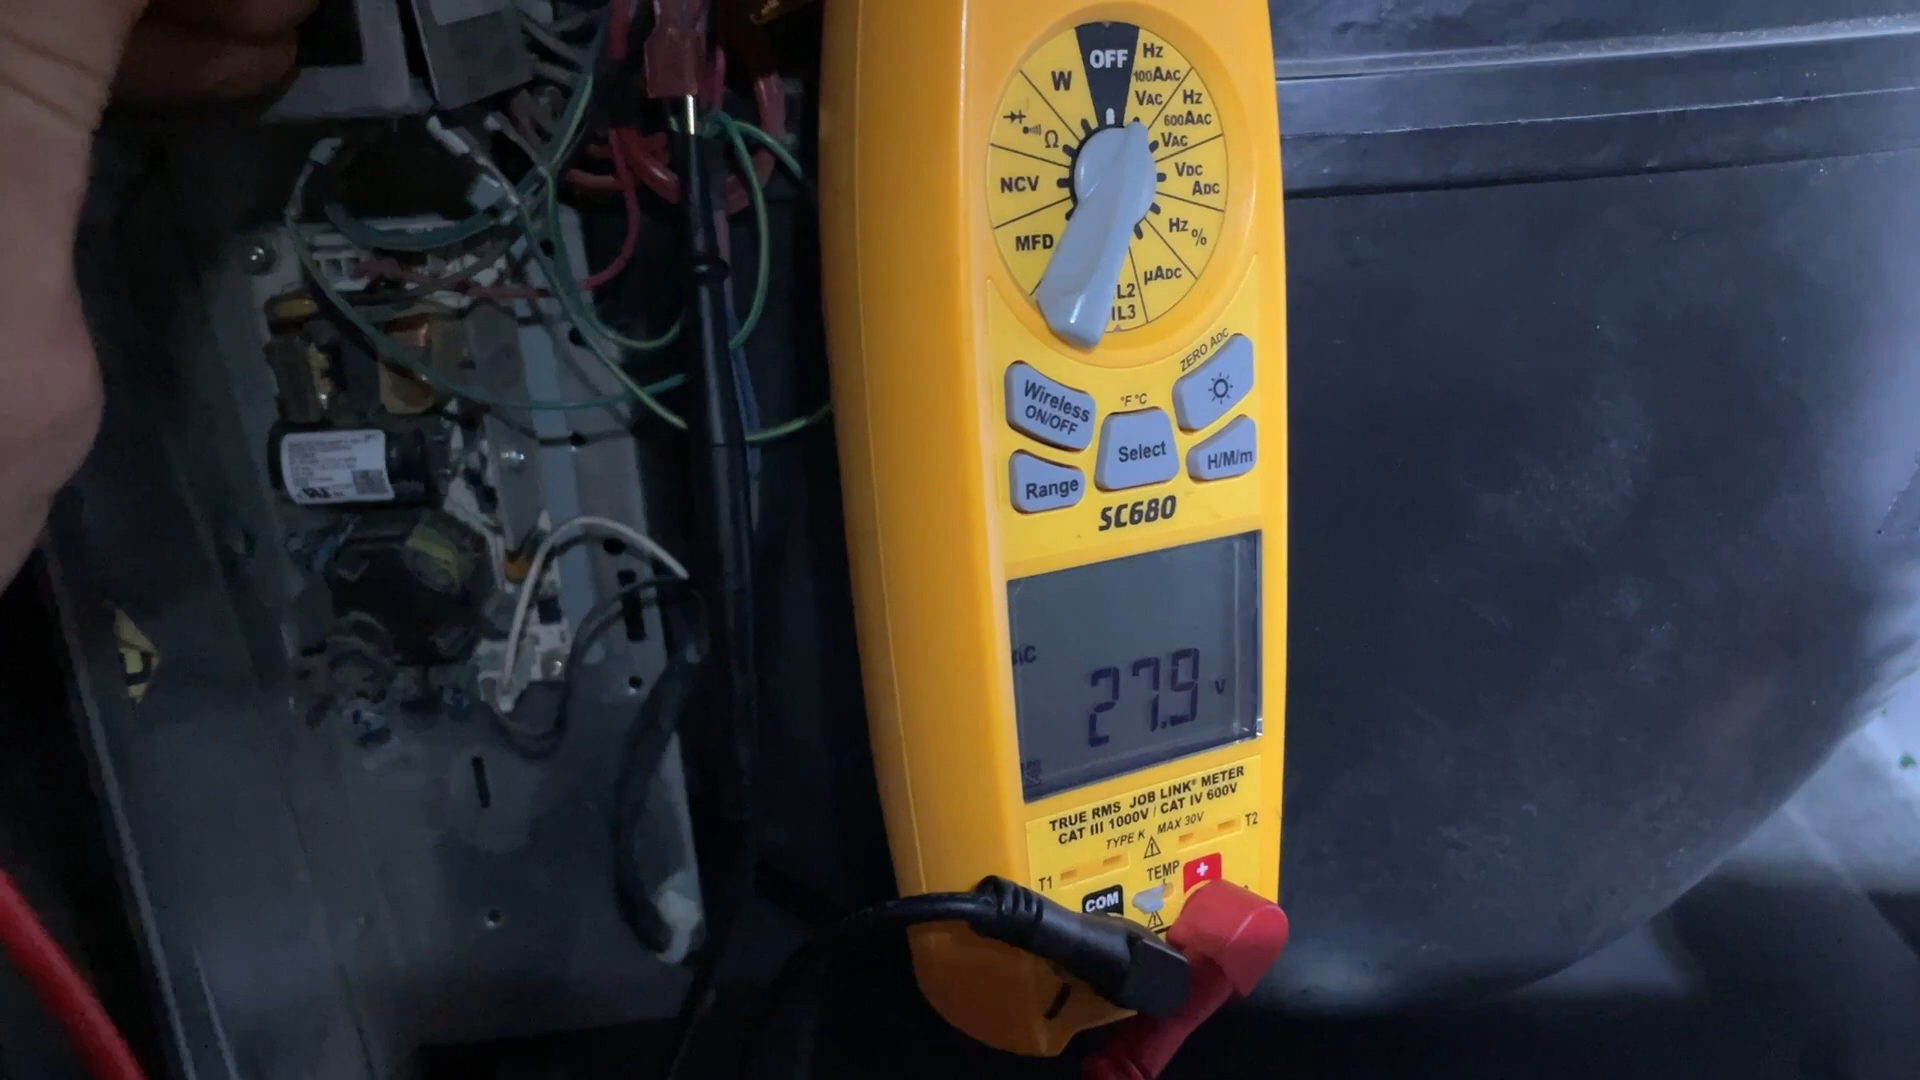 OFF
Hz
100AAC
VAC
Hz
600AAC
VAC
VDC
ADC
Hz %
µADC
L2
1L3
MFD
NCV
Ω
W
ZERO ADC
Wireless
ON/OFF
°F °C
Select
Range
H/M/m
SC680
AC
27.9 V
TRUE RMS JOB LINK® METER
CAT III 1000V / CAT IV 600V
TYPE K MAX 30V
T1
TEMP
T2
COM
+